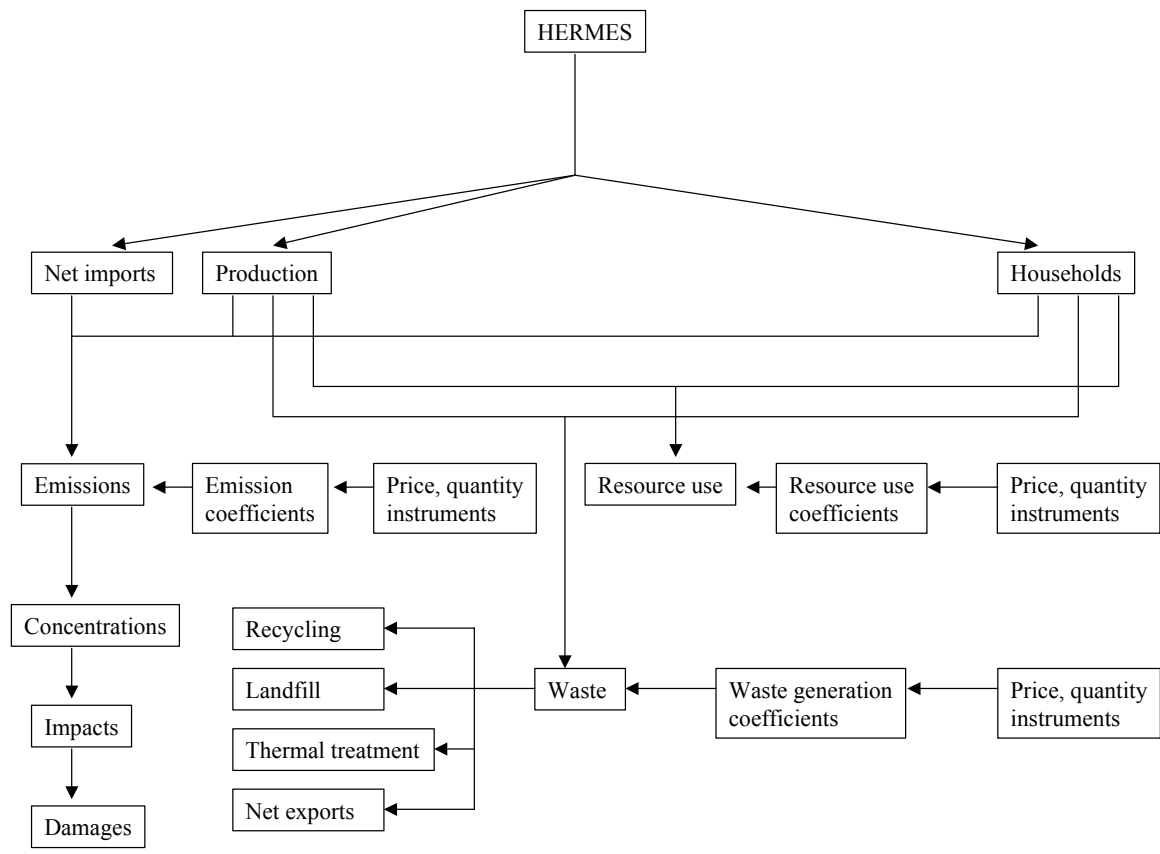 HERMES
Net imports
Production
Households
Emissions
Emission
coefficients
Price, quantity
instruments
Resource use
Resource use
coefficients
Price, quantity
instruments
Concentrations
Recycling
Landfill
Waste
Waste generation
coefficients
Price, quantity
instruments
Impacts
Thermal treatment
Net exports
Damages